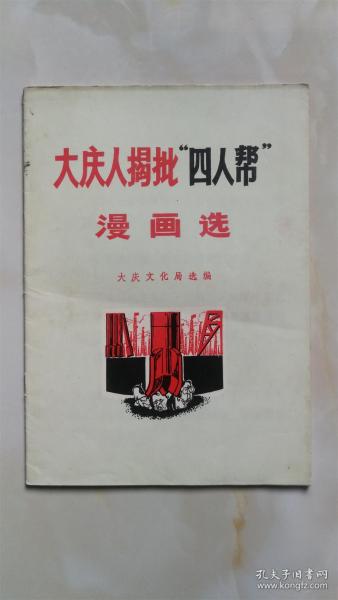 大庆人揭批“四人帮”
漫画选
大庆文化局选编
孔夫子旧书网